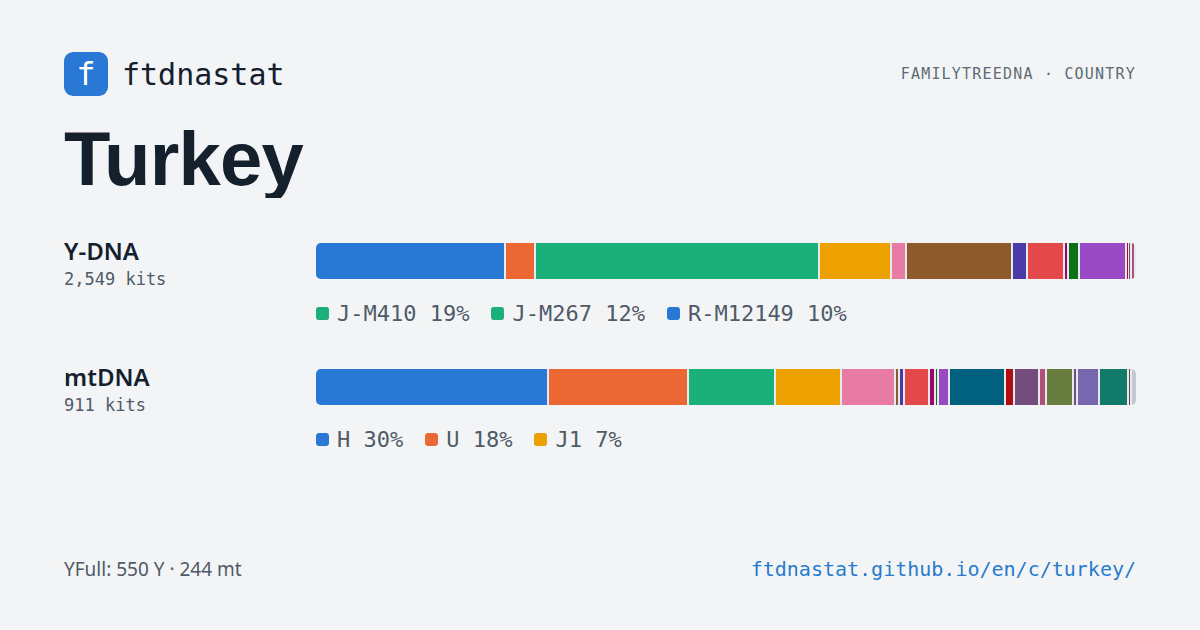 f ftdnastat
FAMILYTREEDNA · COUNTRY
Turkey
Y-DNA
2,549 kits
J-M410 19% J-M267 12% R-M12149 10%
mtDNA
911 kits
H 30% U 18% J1 7%
YFull: 550 Y · 244 mt
ftdnastat.github.io/en/c/turkey/